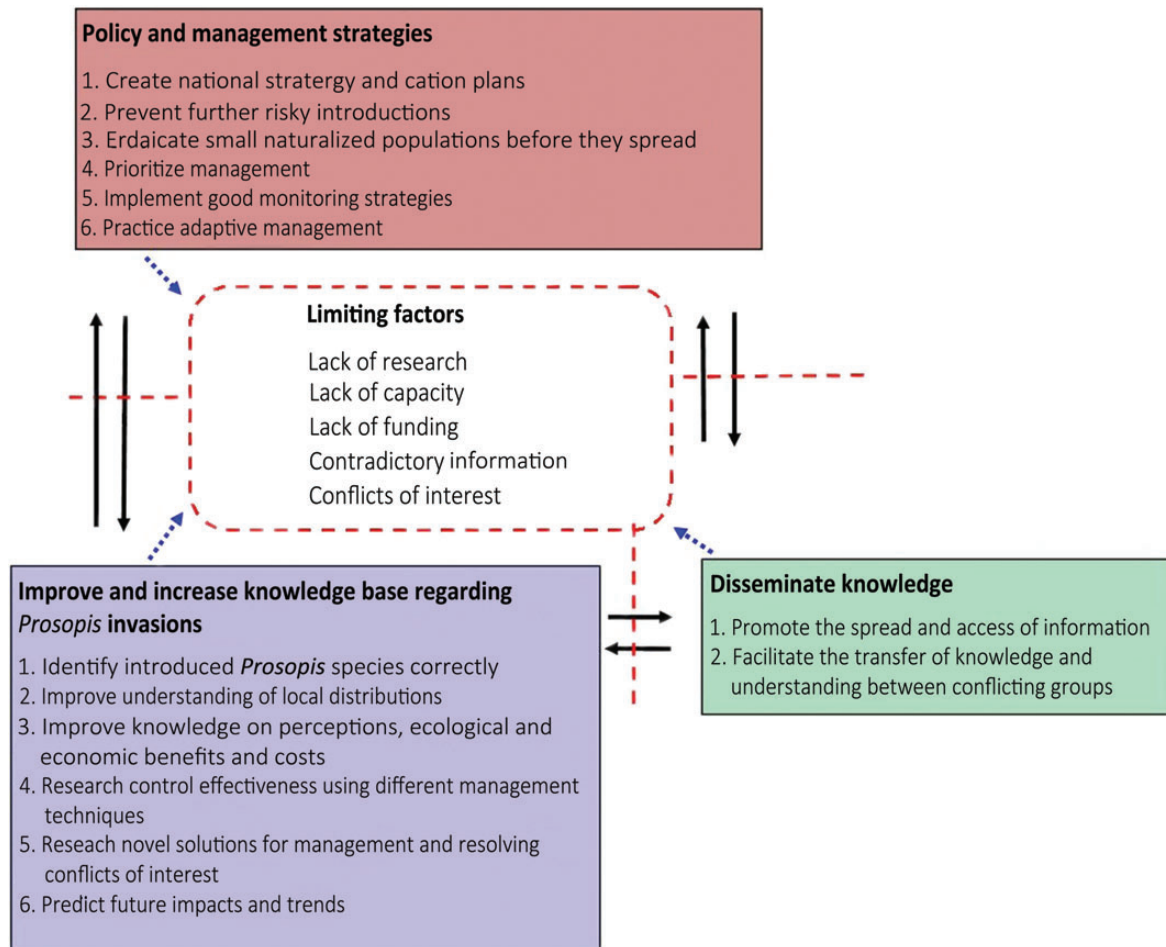 Policy and management strategies
1. Create national stratergy and cation plans
2. Prevent further risky introductions
3. Erdaicate small naturalized populations before they spread
4. Prioritize management
5. Implement good monitoring strategies
6. Practice adaptive management
Limiting factors
Lack of research
Lack of capacity
Lack of funding
Contradictory information
Conflicts of interest
Improve and increase knowledge base regarding
Prosopis invasions
1. Identify introduced Prosopis species correctly
2. Improve understanding of local distributions
3. Improve knowledge on perceptions, ecological and
economic benefits and costs
4. Research control effectiveness using different management
techniques
5. Reseach novel solutions for management and resolving
conflicts of interest
6. Predict future impacts and trends
Disseminate knowledge
1. Promote the spread and access of information
2. Facilitate the transfer of knowledge and
understanding between conflicting groups